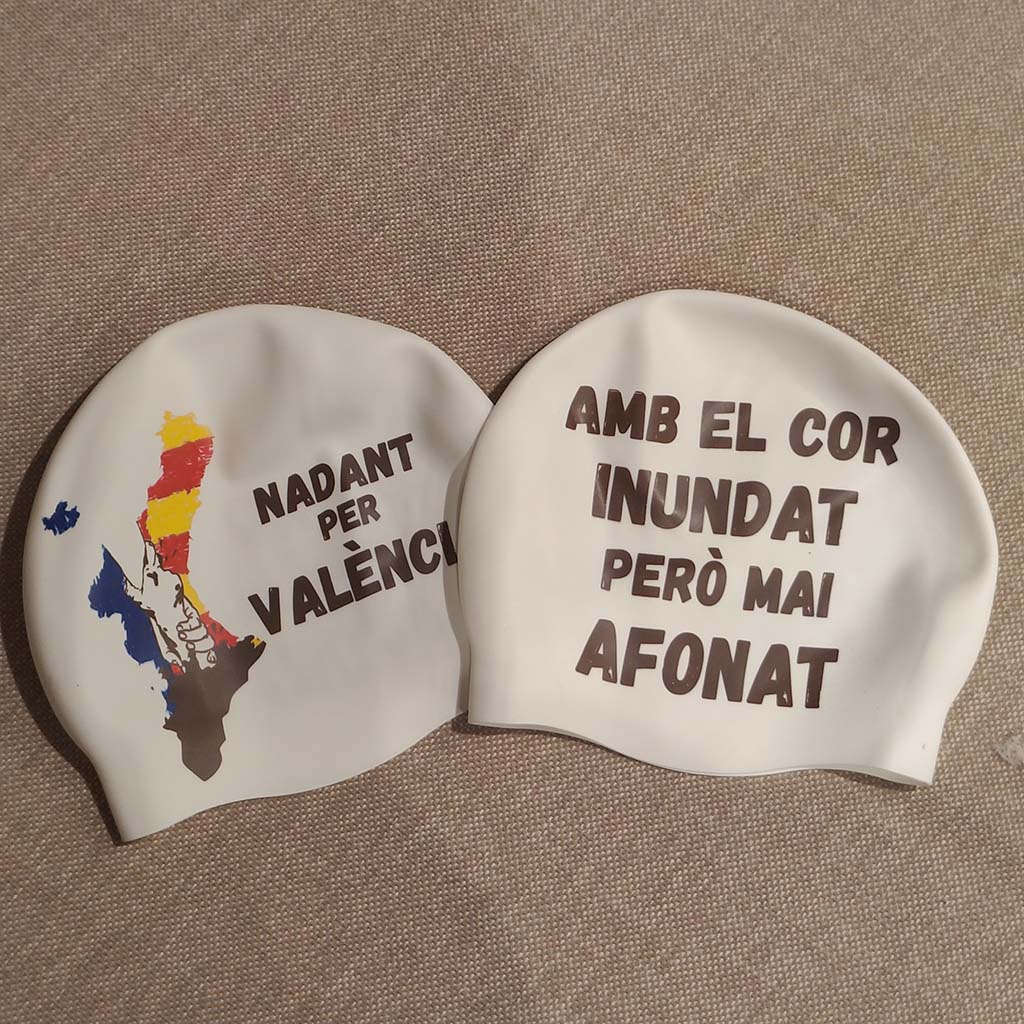 NADANT
PER
VALÈNCI
AMB EL COR
INUNDAT
PERÒ MAI
AFONAT